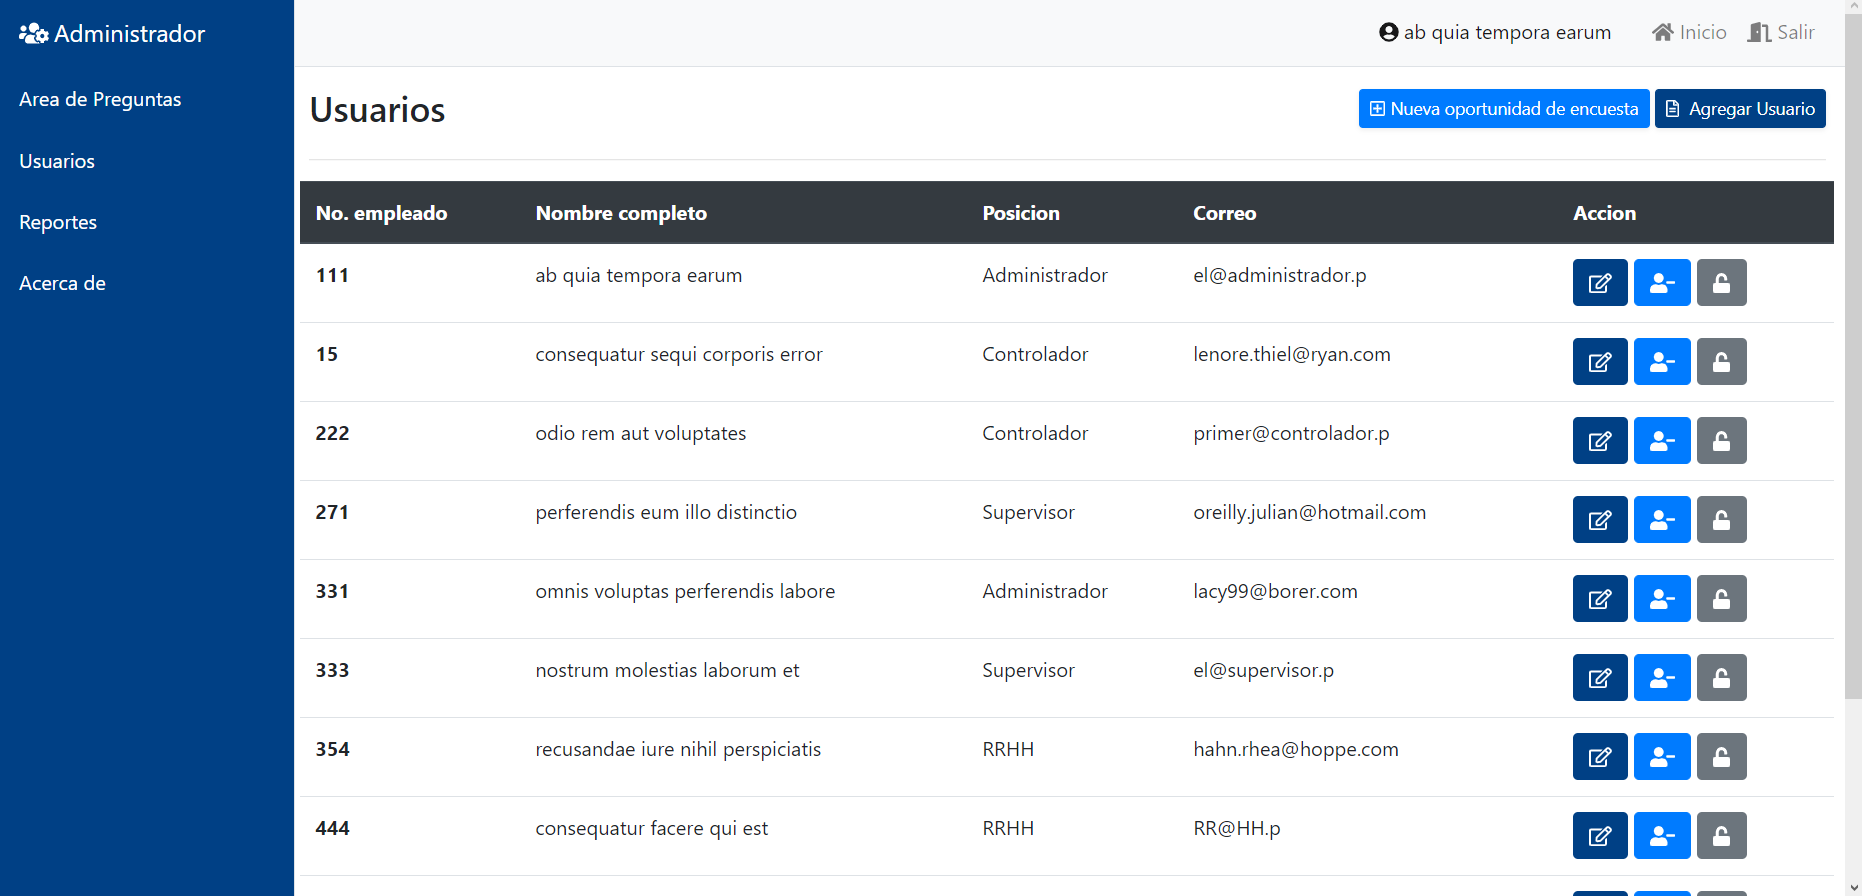 Administrador
ab quia tempora earum Inicio Salir
Area de Preguntas
Usuarios
Reportes
Acerca de
Usuarios
Nueva oportunidad de encuesta Agregar Usuario
No. empleado Nombre completo Posicion Correo Accion
111 ab quia tempora earum Administrador el@administrador.p
15 consequatur sequi corporis error Controlador lenore.thiel@ryan.com
222 odio rem aut voluptates Controlador primer@controlador.p
271 perferendis eum illo distinctio Supervisor oreilly.julian@hotmail.com
331 omnis voluptas perferendis labore Administrador lacy99@borer.com
333 nostrum molestias laborum et Supervisor el@supervisor.p
354 recusandae iure nihil perspiciatis RRHH hahn.rhea@hoppe.com
444 consequatur facere qui est RRHH RR@HH.p